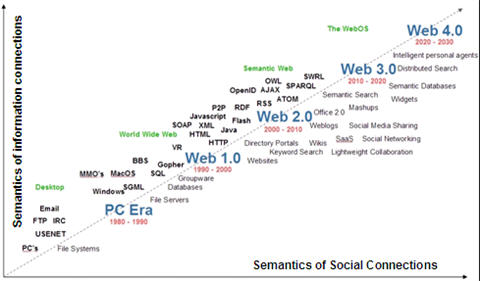 Semantics of information connections
The WebOS
Web 4.0
2020 - 2030
Intelligent personal agents
Semantic Web
SWRL
Web 3.0
Distributed Search
OWL
2010 - 2020
OpenID AJAX SPARQL
Semantic Databases
ATOM
Semantic Search
Widgets
P2P RDF RSS
Mashups
Javascript
Flash
Web 2.0
Office 2.0
SOAP XML
2000 - 2010
Weblogs Social Media Sharing
World Wide Web
HTML Java
SaaS Social Networking
HTTP
Directory Portals Wikis
VR
Keyword Search Lightweight Collaboration
BBS
Web 1.0
Websites
Gopher
1990 - 2000
MMO's MacOS SQL
Groupware
Desktop
SGML
Databases
Windows
File Servers
Email
PC Era
FTP IRC
1980 - 1990
USENET
PC's File Systems
Semantics of Social Connections